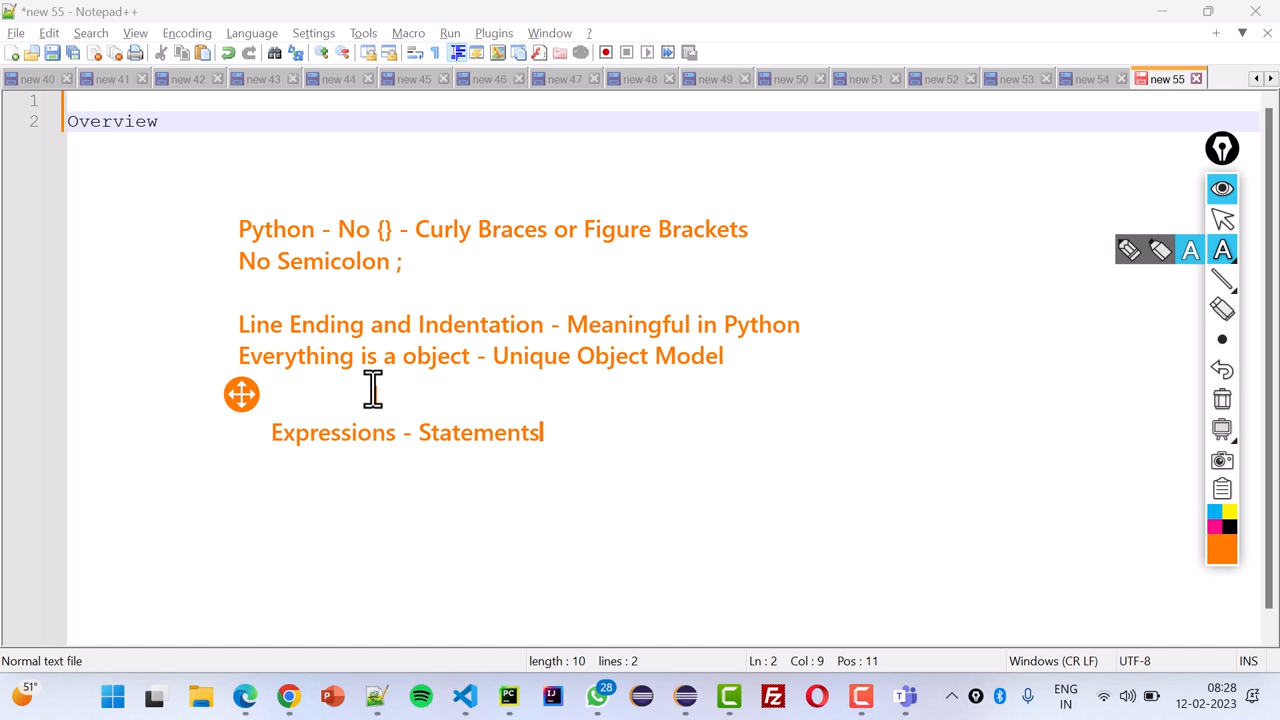 *new 55 - Notepad++
File Edit Search View Encoding Language Settings Tools Macro Run Plugins Window ?
new 40 new 41 new 42 new 43 new 44 new 45 new 46 new 47 new 48 new 49 new 50 new 51 new 52 new 53 new 54 new 55
1
2 Overview
Python - No {} - Curly Braces or Figure Brackets
No Semicolon ;
Line Ending and Indentation - Meaningful in Python
Everything is a object - Unique Object Model
Expressions - Statements
Normal text file length : 10 lines : 2 Ln : 2 Col : 9 Pos : 11 Windows (CR LF) UTF-8 INS
51° 28 ENG 08:28
IN 12-02-2023